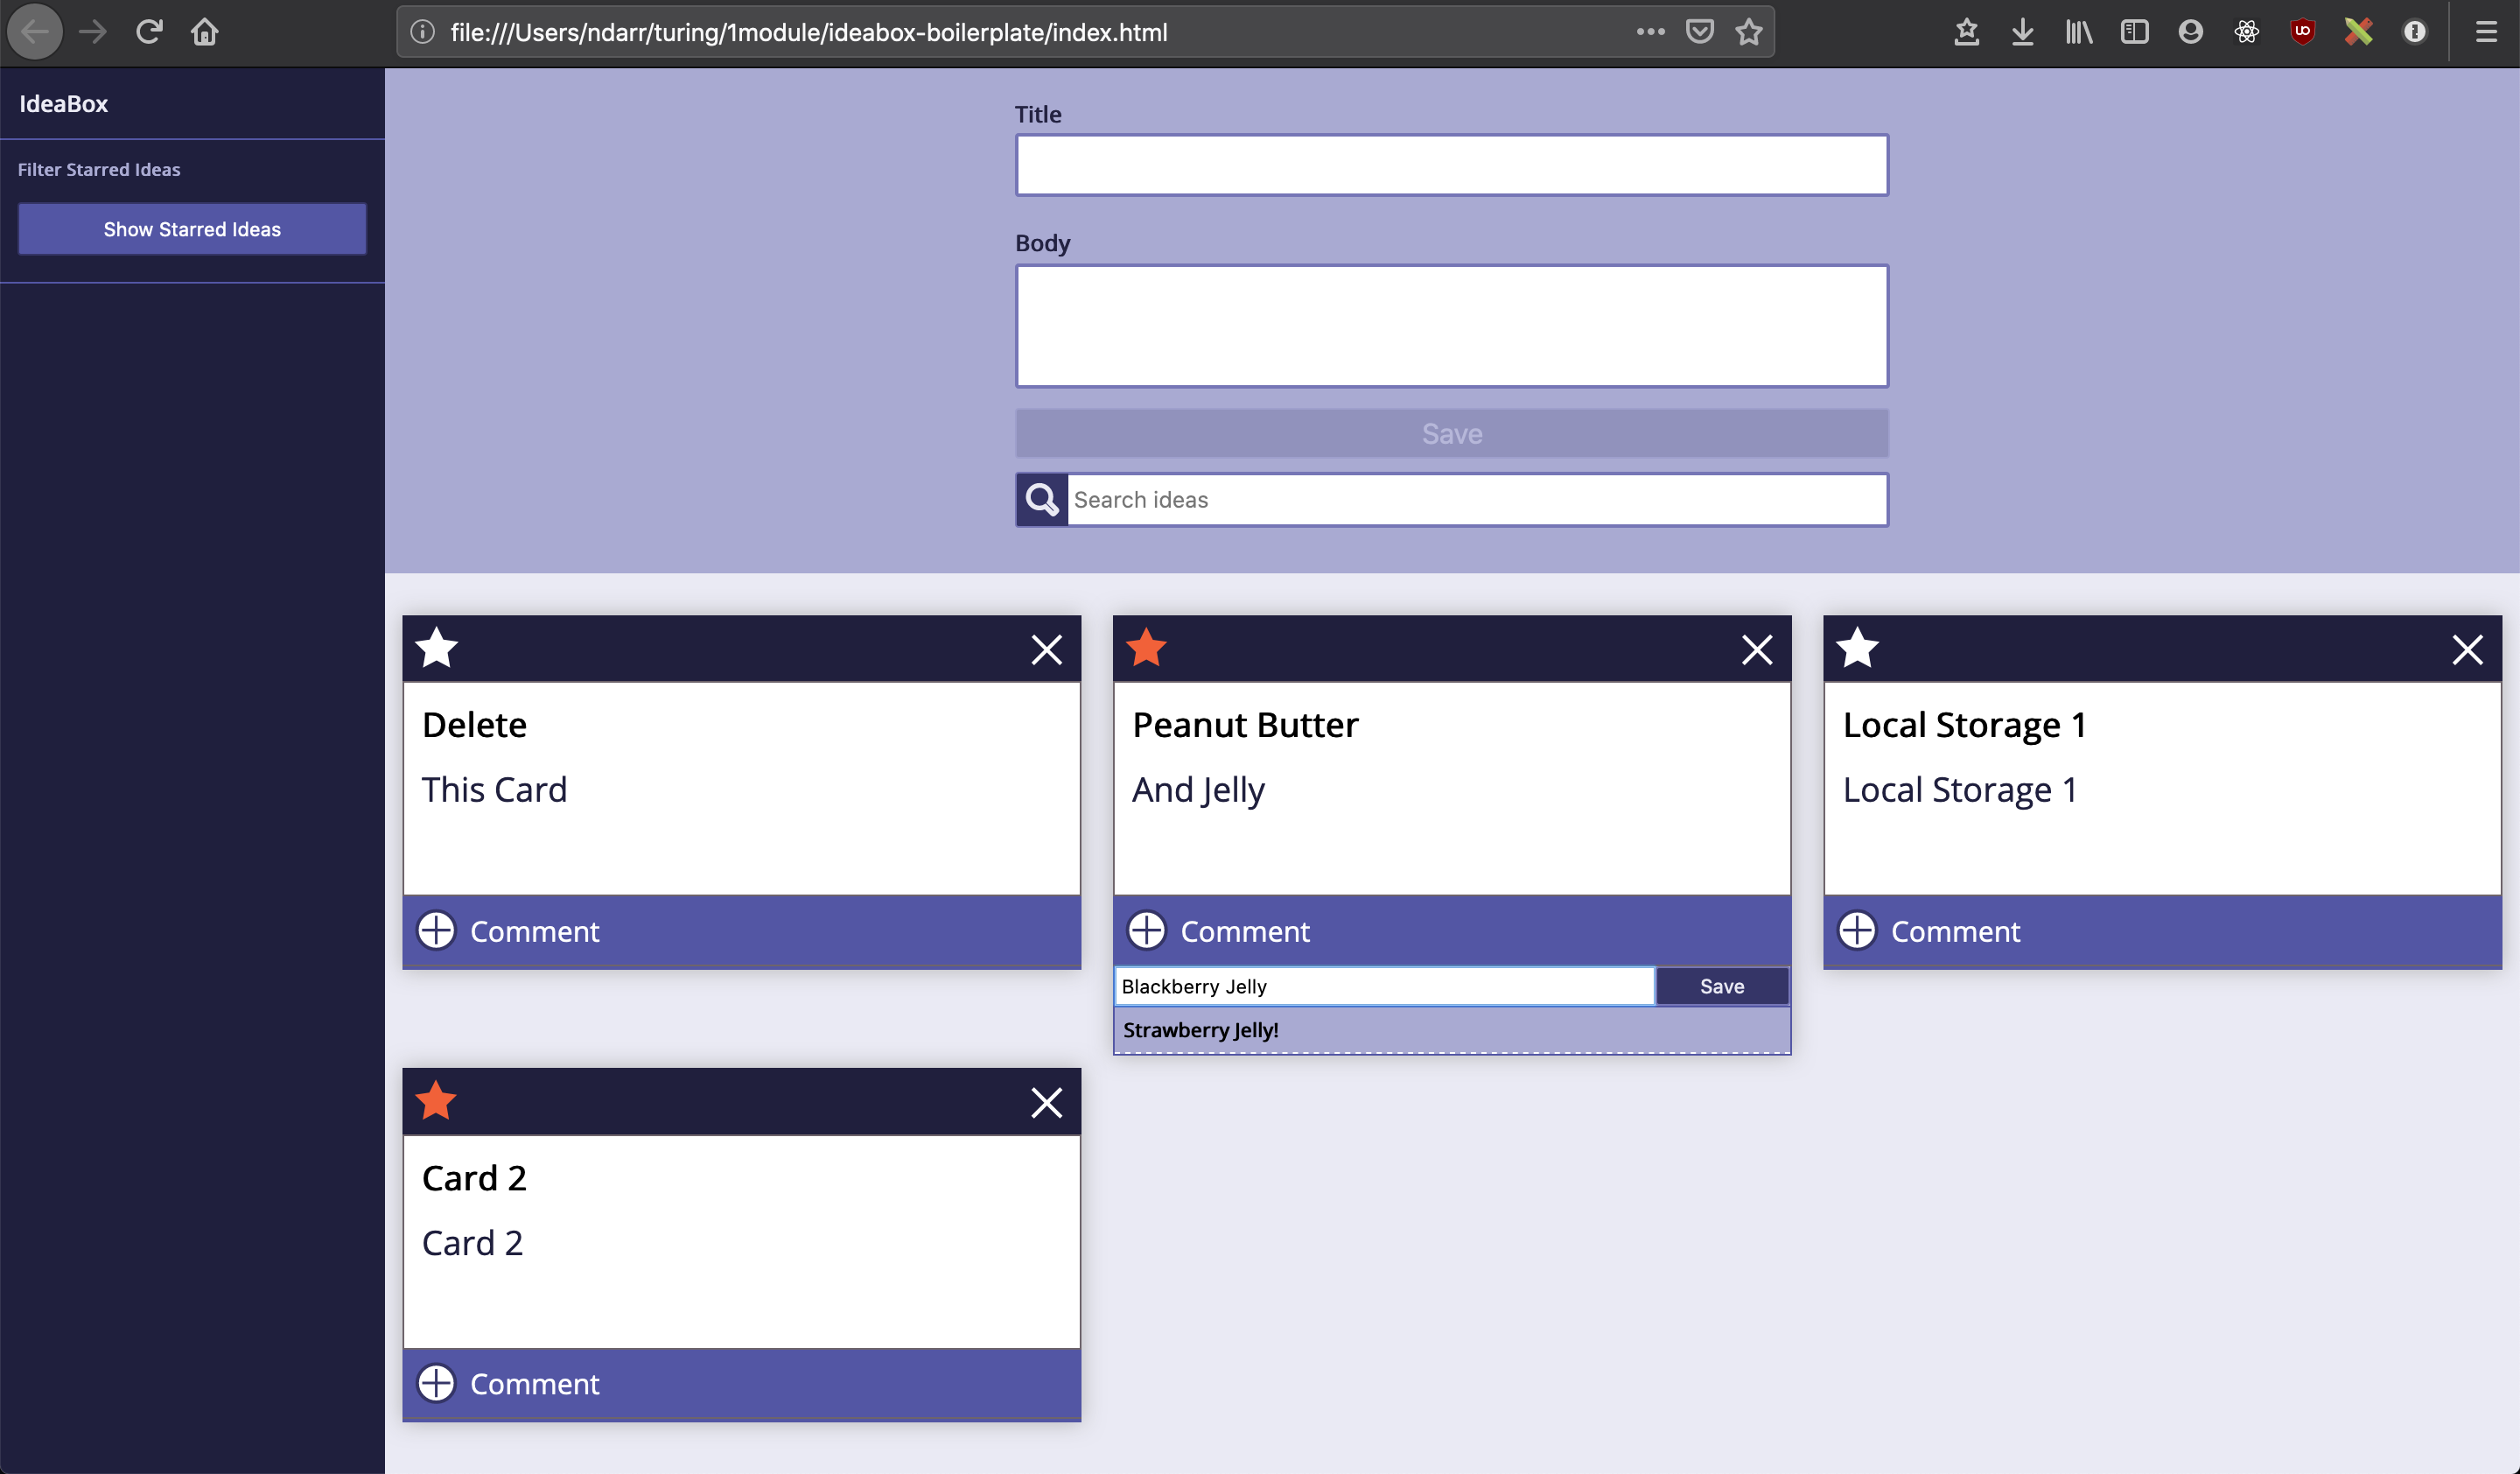 file:///Users/ndarr/turing/1module/ideabox-boilerplate/index.html
IdeaBox
Filter Starred Ideas
Show Starred Ideas
Title
Body
Save
Search ideas
Delete
This Card
Comment
Peanut Butter
And Jelly
Comment
Blackberry Jelly
Save
Strawberry Jelly!
Local Storage 1
Local Storage 1
Comment
Card 2
Card 2
Comment